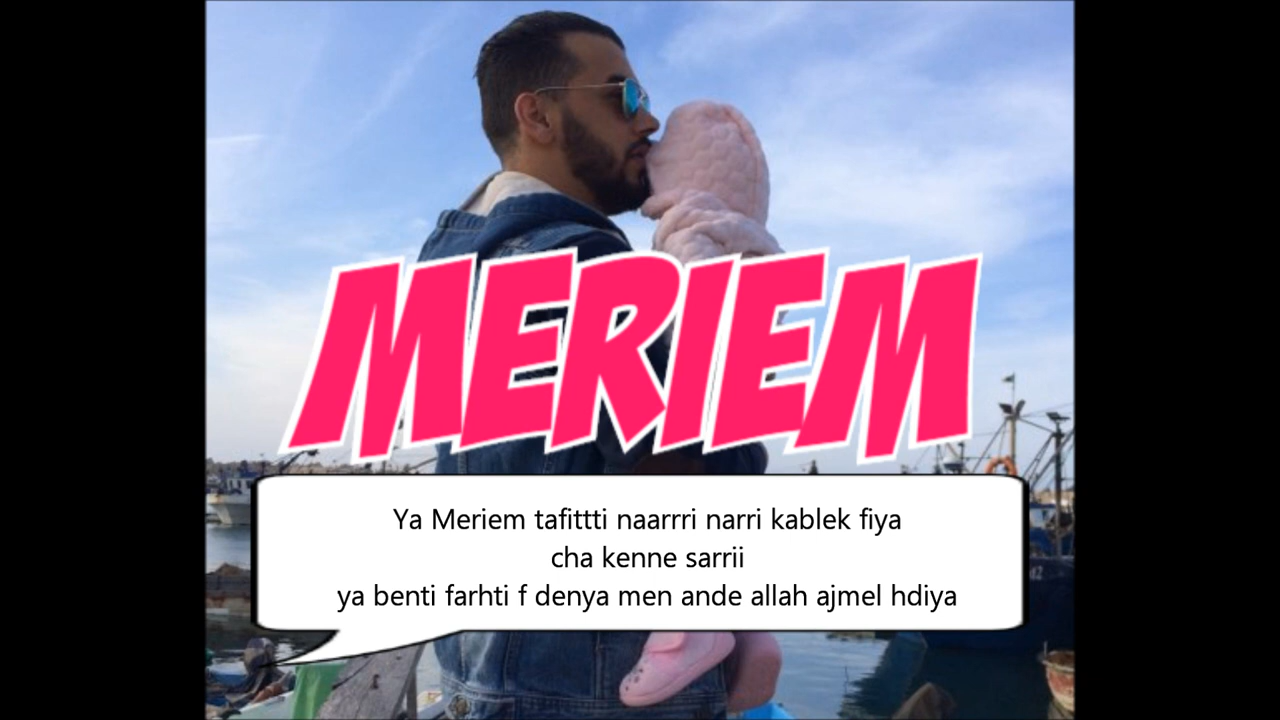 MERIEM
Ya Meriem tafitttti naarrri narri kablek fiya
cha kenne sarrii
ya benti farhti f denya men ande allah ajmel hdiya